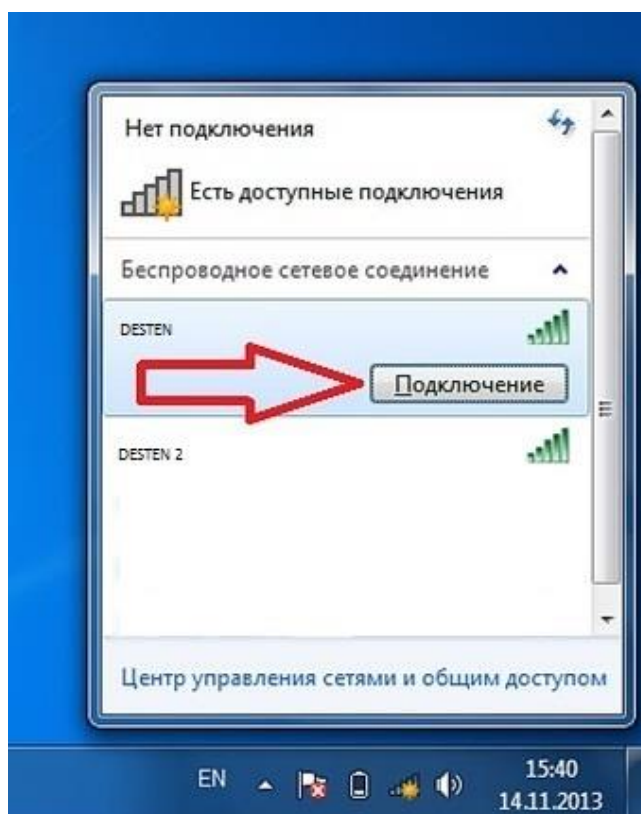 Нет подключения
Есть доступные подключения
Беспроводное сетевое соединение
DESTEN
Подключение
DESTEN 2
Центр управления сетями и общим доступом
EN
15:40
14.11.2013